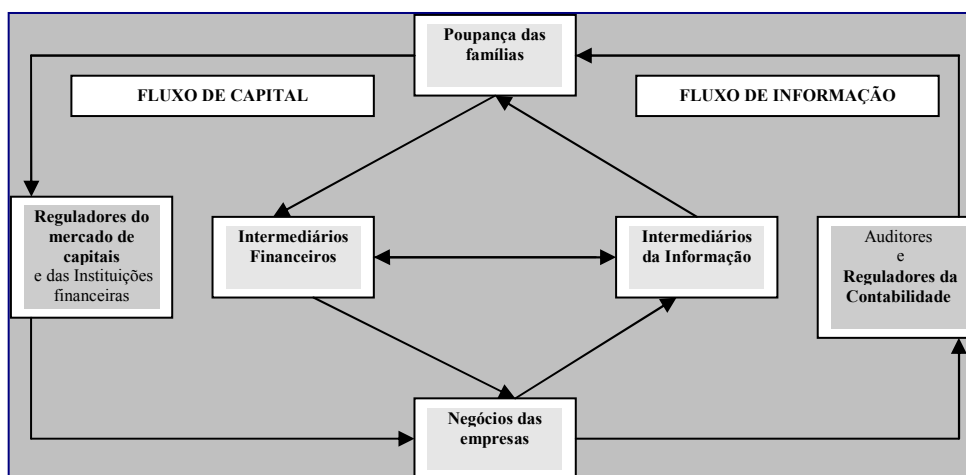 Poupança das
famílias
FLUXO DE CAPITAL
FLUXO DE INFORMAÇÃO
Reguladores do
mercado de
capitais
e das Instituições
financeiras
Intermediários
Financeiros
Intermediários
da Informação
Auditores
e
Reguladores da
Contabilidade
Negócios das
empresas